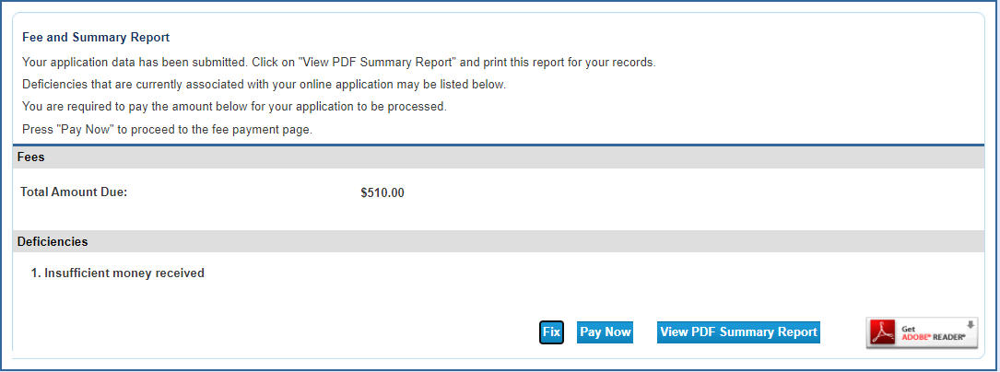 Fee and Summary Report
Your application data has been submitted. Click on "View PDF Summary Report" and print this report for your records.
Deficiencies that are currently associated with your online application may be listed below.
You are required to pay the amount below for your application to be processed.
Press "Pay Now" to proceed to the fee payment page.
Fees
Total Amount Due: $510.00
Deficiencies
1. Insufficient money received
Fix Pay Now View PDF Summary Report
Get
ADOBE® READER®